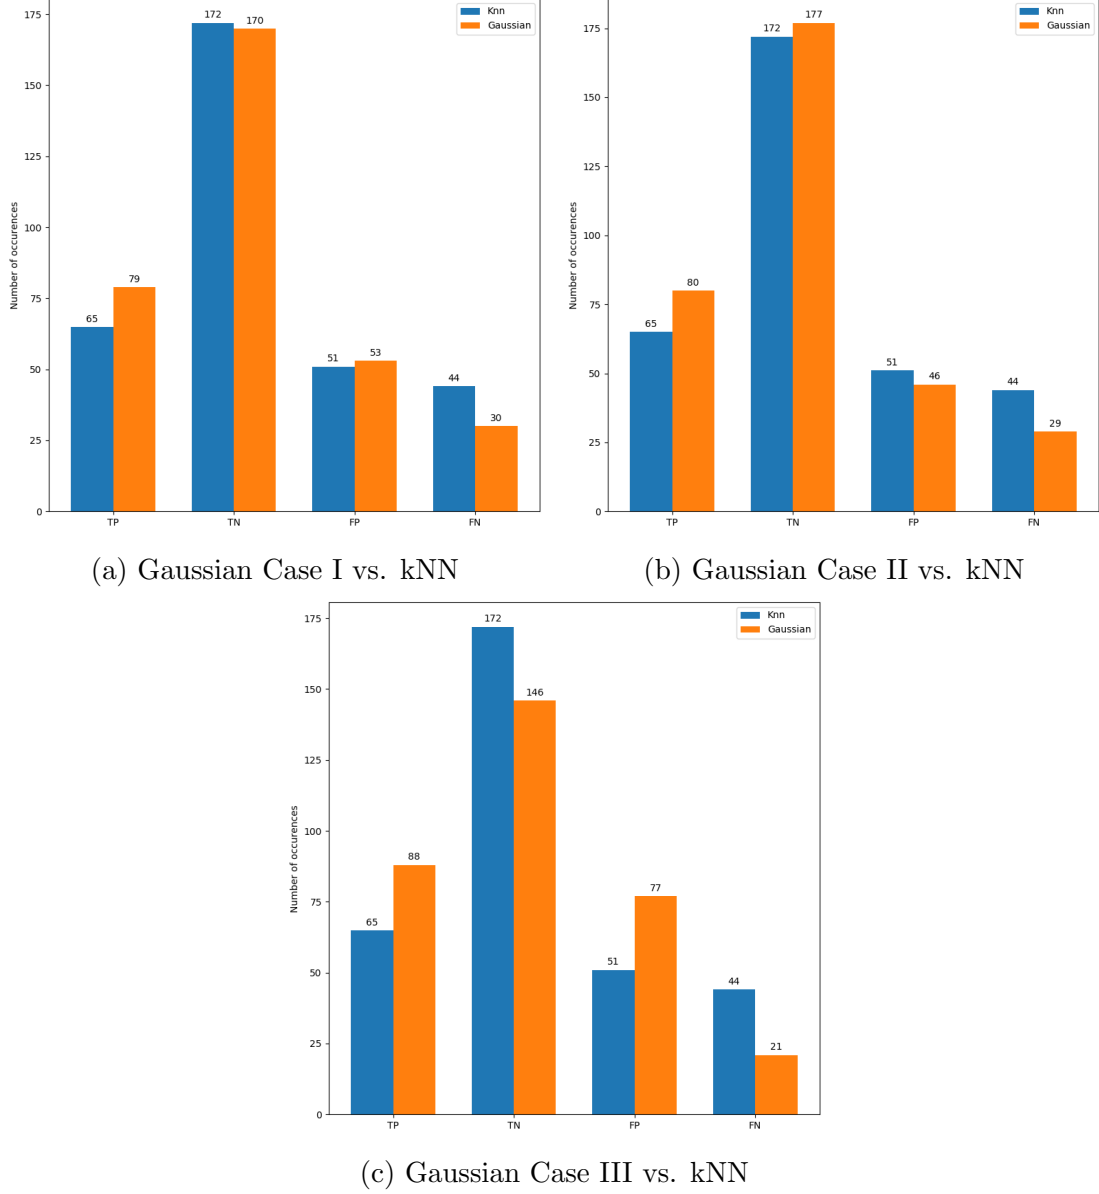 175
150
125
100
75
50
25
0
Number of occurences
172
170
79
65
51
53
44
30
TP
TN
FP
FN
Knn
Gaussian
(a) Gaussian Case I vs. kNN
175
150
125
100
75
50
25
0
Number of occurences
172
177
80
65
51
46
44
29
TP
TN
FP
FN
Knn
Gaussian
(b) Gaussian Case II vs. kNN
175
150
125
100
75
50
25
0
Number of occurences
172
146
88
65
51
77
44
21
TP
TN
FP
FN
Knn
Gaussian
(c) Gaussian Case III vs. kNN